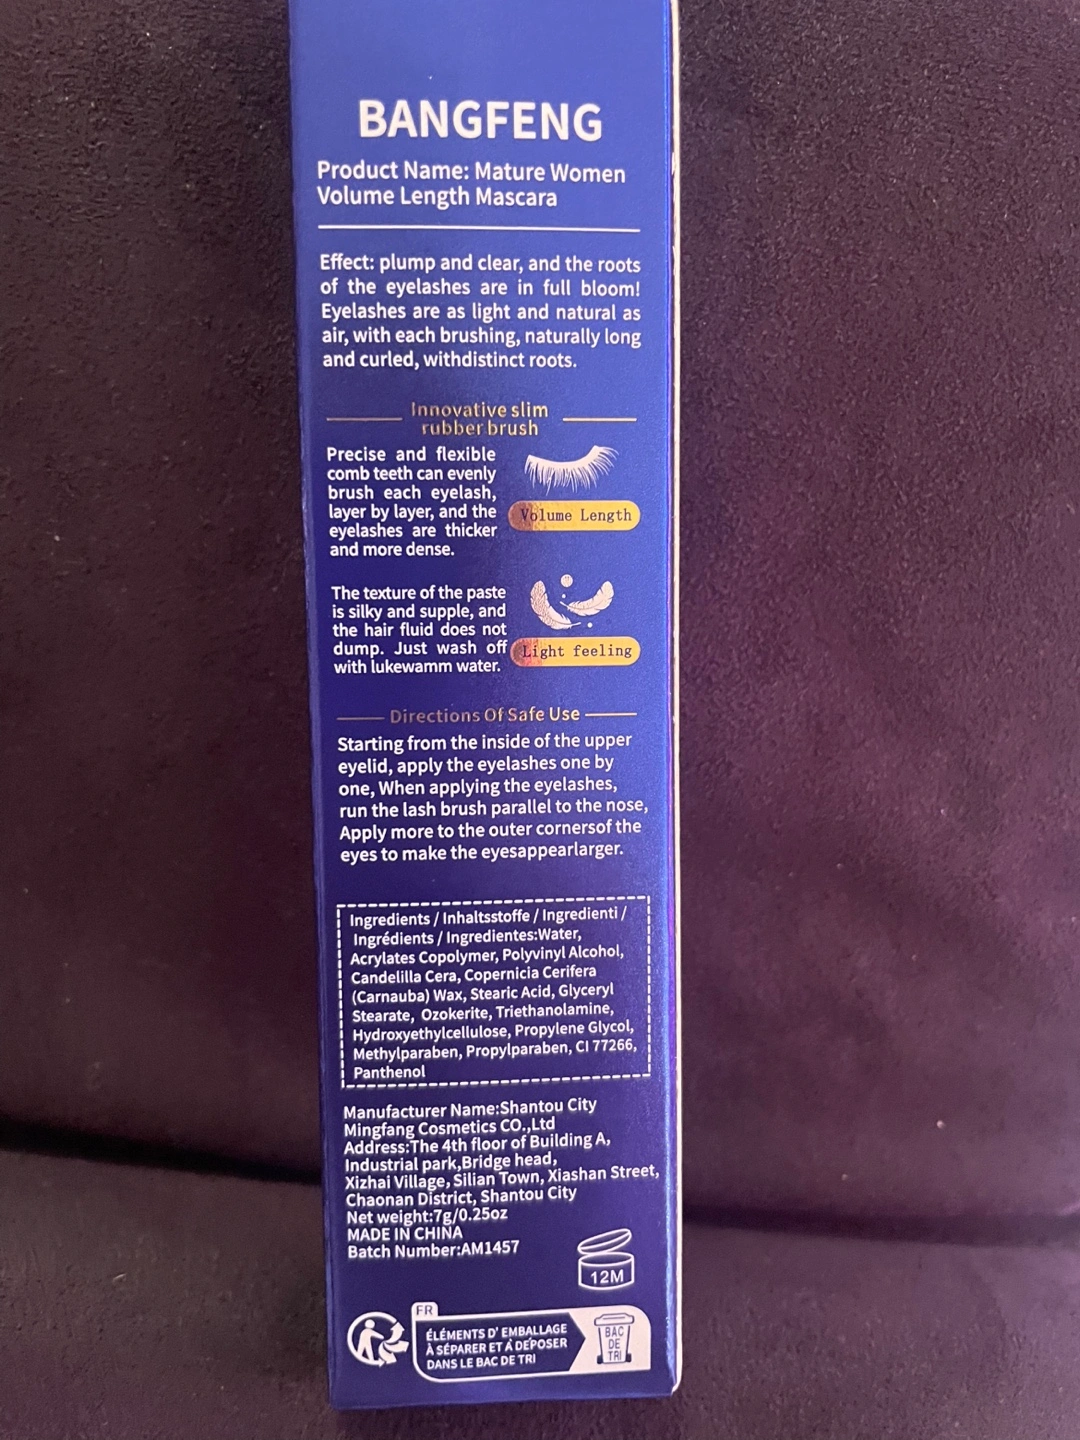 BANGFENG
Product Name: Mature Women
Volume Length Mascara
Effect: plump and clear, and the roots
of the eyelashes are in full bloom!
Eyelashes are as light and natural as
air, with each brushing, naturally long
and curled, withdistinct roots.
Innovative slim
rubber brush
Precise and flexible
comb teeth can evenly
brush each eyelash,
layer by layer, and the
eyelashes are thicker
and more dense.
Volume Length
The texture of the paste
is silky and supple, and
the hair fluid does not
dump. Just wash off
with lukewamm water.
Light feeling
Directions Of Safe Use
Starting from the inside of the upper
eyelid, apply the eyelashes one by
one, When applying the eyelashes,
run the lash brush parallel to the nose,
Apply more to the outer cornersof the
eyes to make the eyesappearlarger.
Ingredients / Inhaltsstoffe / Ingredienti /
Ingrédients / Ingredientes:Water,
Acrylates Copolymer, Polyvinyl Alcohol,
Candelilla Cera, Copernicia Cerifera
(Carnauba) Wax, Stearic Acid, Glyceryl
Stearate, Ozokerite, Triethanolamine,
Hydroxyethylcellulose, Propylene Glycol,
Methylparaben, Propylparaben, CI 77266,
Panthenol
Manufacturer Name:Shantou City
Mingfang Cosmetics CO.,Ltd
Address:The 4th floor of Building A,
Industrial park,Bridge head,
Xizhai Village, Silian Town, Xiashan Street,
Chaonan District, Shantou City
Net weight:7g/0.25oz
MADE IN CHINA
Batch Number:AM1457
12M
FR
ÉLÉMENTS D' EMBALLAGE
À SÉPARER ET À DÉPOSER
DANS LE BAC DE TRI
BAC
DE
TRI